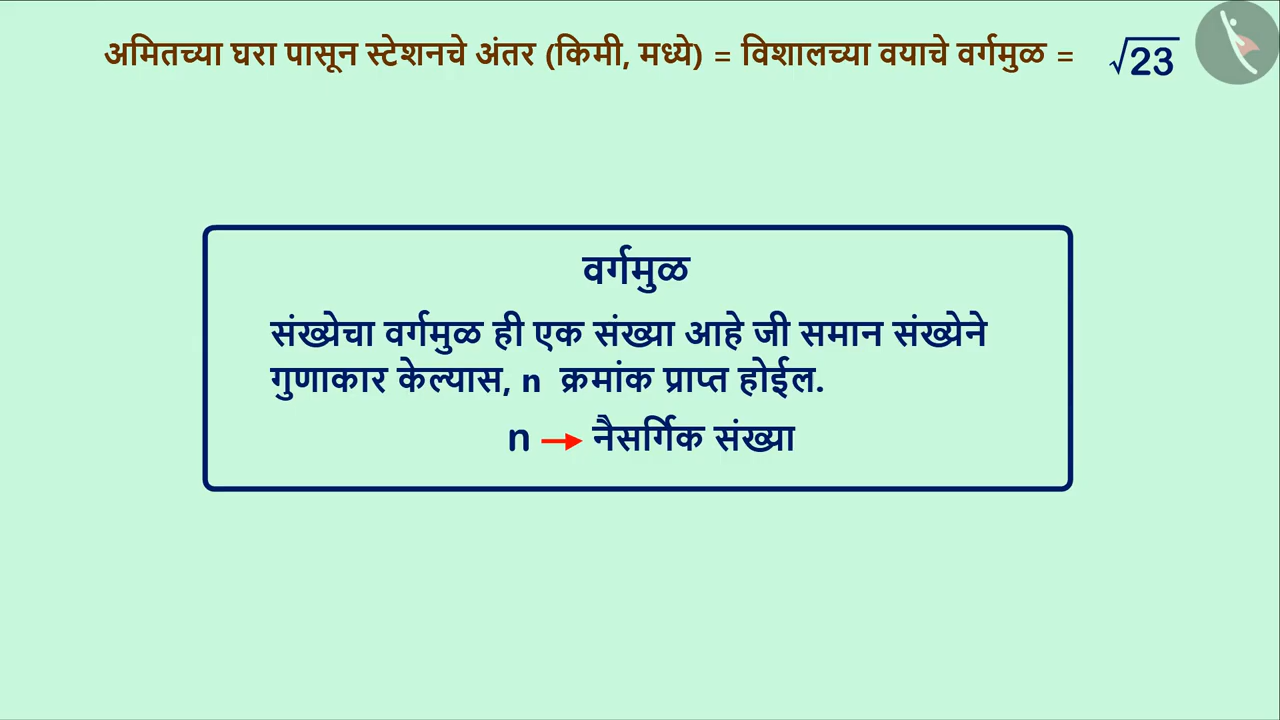 अमितच्या घरा पासून स्टेशनचे अंतर (किमी, मध्ये) = विशालच्या वयाचे वर्गमुळ = √23
वर्गमुळ
संख्येचा वर्गमुळ ही एक संख्या आहे जी समान संख्येने
गुणाकार केल्यास, n क्रमांक प्राप्त होईल.
n → नैसर्गिक संख्या